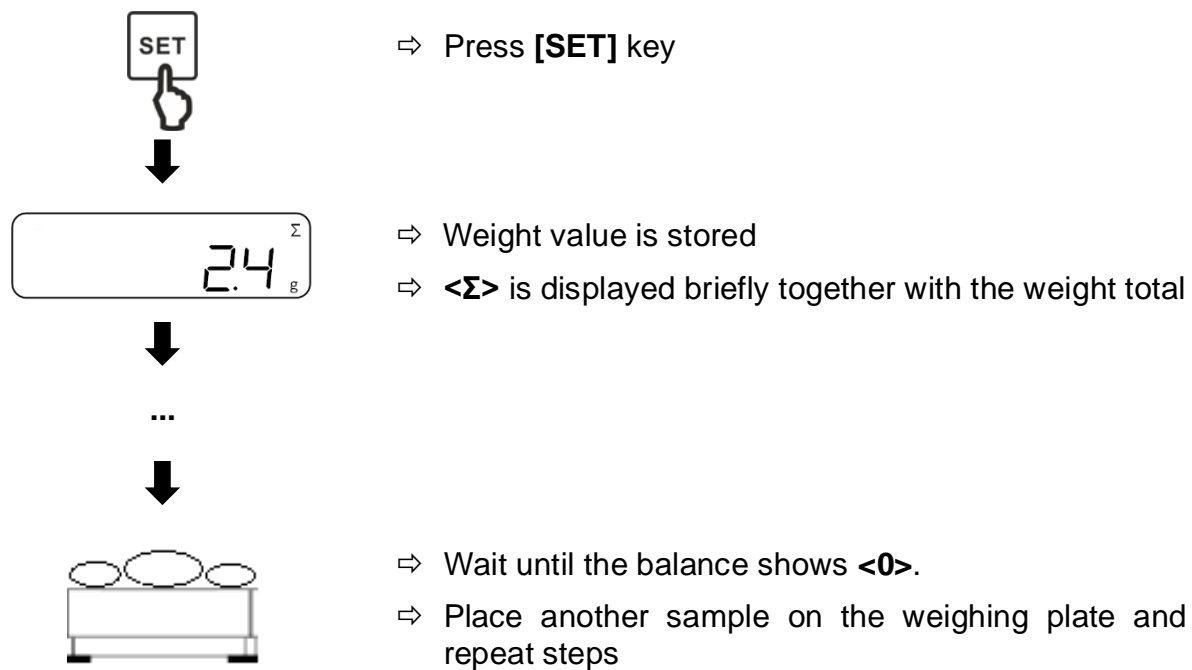 SET
⇨ Press [SET] key
Σ
2.4 g
⇨ Weight value is stored
⇨ <Σ> is displayed briefly together with the weight total
...
⇨ Wait until the balance shows <0>.
⇨ Place another sample on the weighing plate and
repeat steps